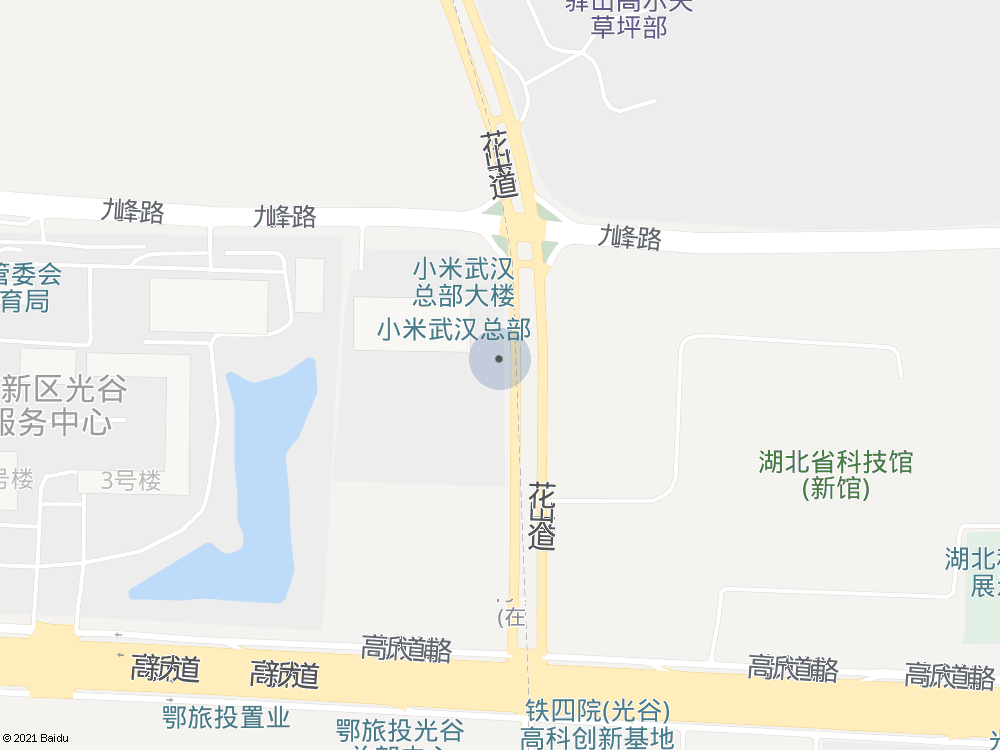 草坪部
花山大道
九峰路
九峰路
九峰路
小米武汉
总部大楼
管委会
育局
小米武汉总部
新区光谷
服务中心
号楼
3号楼
湖北省科技馆
(新馆)
花山大道
展示
(在
高新大道辅路
高新大道
高新大道
高新大道辅路
高新大道辅路
鄂旅投置业
鄂旅投光谷
铁四院(光谷)
高科创新基地
© 2021 Baidu